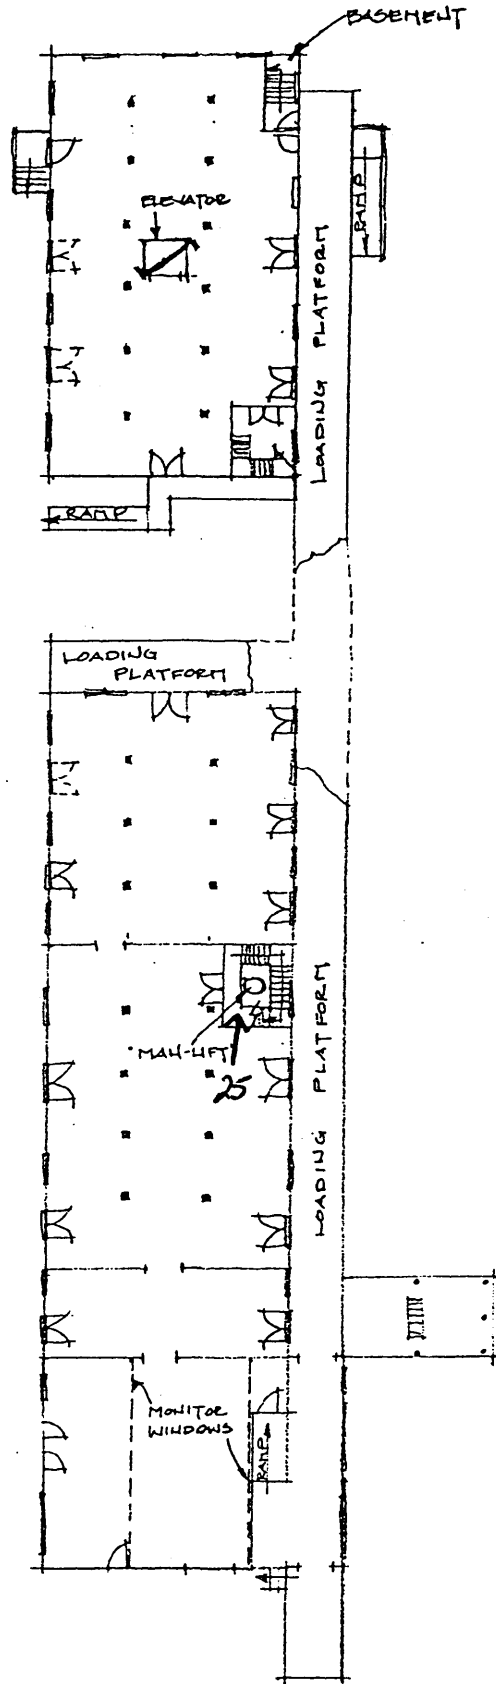 BASEMENT
ELEVATOR
RAMP
LOADING PLATFORM
RAMP
LOADING
PLATFORM
LOADING PLATFORM
"MAN-LIFT"
25
MONITOR
WINDOWS
RAMP